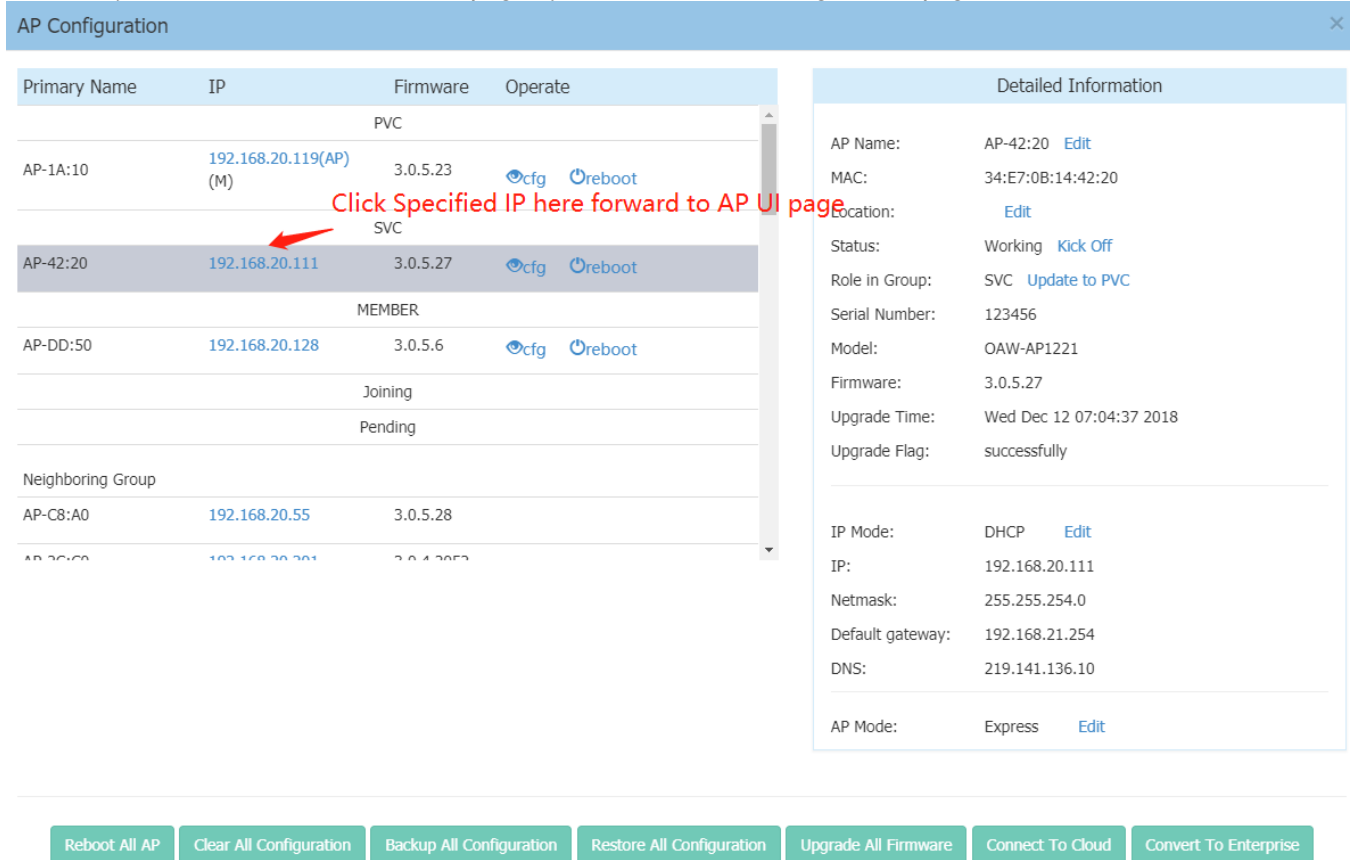 AP Configuration
×
Primary Name IP Firmware Operate
PVC
AP-1A:10 192.168.20.119(AP) (M) 3.0.5.23 cfg reboot
Click Specified IP here forward to AP UI page
SVC
AP-42:20 192.168.20.111 3.0.5.27 cfg reboot
MEMBER
AP-DD:50 192.168.20.128 3.0.5.6 cfg reboot
Joining
Pending
Neighboring Group
AP-C8:A0 192.168.20.55 3.0.5.28
Detailed Information
AP Name: AP-42:20 Edit
MAC: 34:E7:0B:14:42:20
Location: Edit
Status: Working Kick Off
Role in Group: SVC Update to PVC
Serial Number: 123456
Model: OAW-AP1221
Firmware: 3.0.5.27
Upgrade Time: Wed Dec 12 07:04:37 2018
Upgrade Flag: successfully
IP Mode: DHCP Edit
IP: 192.168.20.111
Netmask: 255.255.254.0
Default gateway: 192.168.21.254
DNS: 219.141.136.10
AP Mode: Express Edit
Reboot All AP Clear All Configuration Backup All Configuration Restore All Configuration Upgrade All Firmware Connect To Cloud Convert To Enterprise